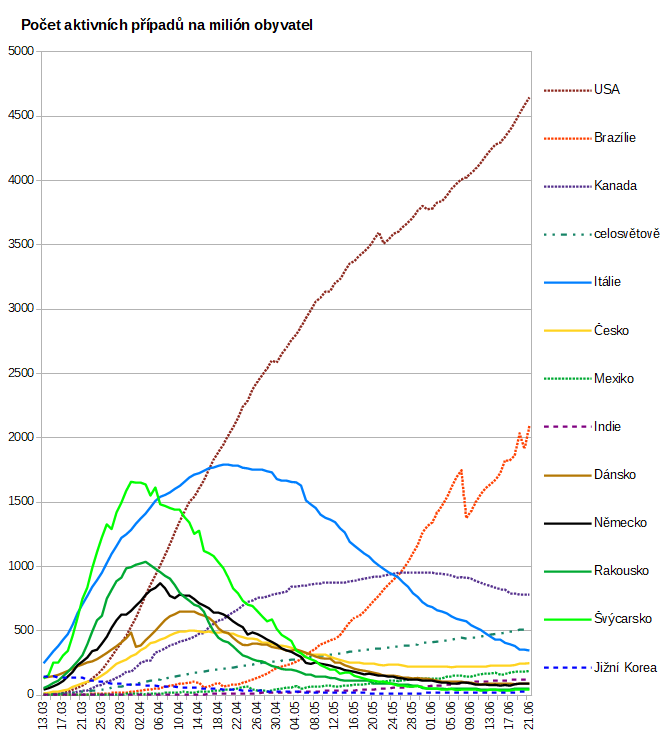 Počet aktivních případů na milión obyvatel
5000
4500
4000
3500
3000
2500
2000
1500
1000
500
0
USA
Brazílie
Kanada
celosvětově
Itálie
Česko
Mexiko
Indie
Dánsko
Německo
Rakousko
Švýcarsko
Jižní Korea
13.03.
17.03.
21.03.
25.03.
29.03.
02.04.
06.04.
10.04.
14.04.
18.04.
22.04.
26.04.
30.04.
04.05.
08.05.
12.05.
16.05.
20.05.
24.05.
28.05.
01.06.
05.06.
09.06.
13.06.
17.06.
21.06.